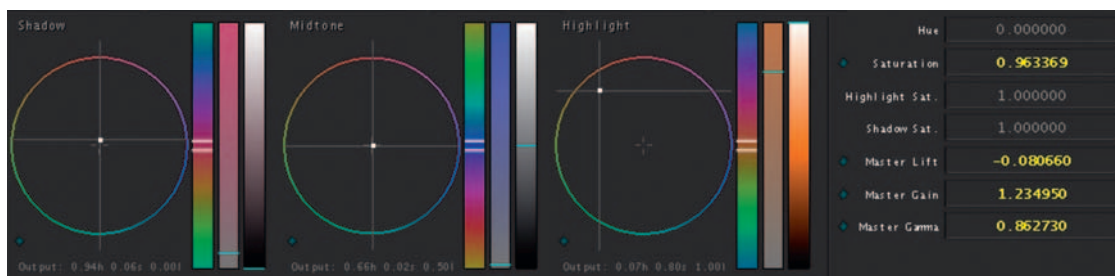 Shadow
Midtone
Highlight
Hue 0.000000
Saturation 0.963369
Highlight Sat. 1.000000
Shadow Sat. 1.000000
Master Lift -0.080660
Master Gain 1.234950
Master Gamma 0.862730
Output: 0.94h 0.06s 0.00l
Output: 0.66h 0.02s 0.50l
Output: 0.07h 0.80s 1.00l